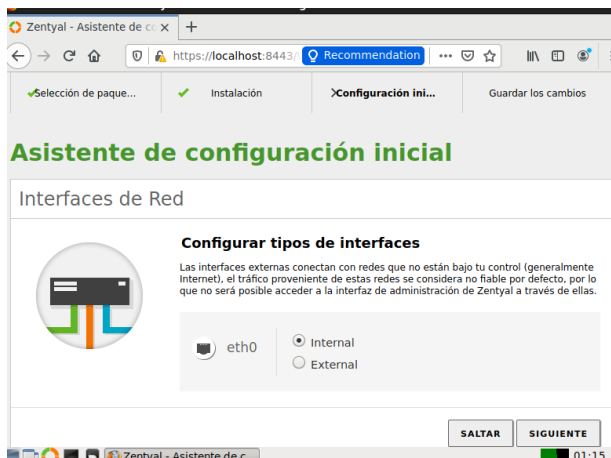 Zentyal - Asistente de co
https://localhost:8443/ Recommendation
Selección de paque... Instalación Configuración ini... Guardar los cambios
Asistente de configuración inicial
Interfaces de Red
Configurar tipos de interfaces
Las interfaces externas conectan con redes que no están bajo tu control (generalmente
Internet), el tráfico proveniente de estas redes se considera no fiable por defecto, por lo
que no será posible acceder a la interfaz de administración de Zentyal a través de ellas.
eth0
Internal
External
SALTAR SIGUIENTE
Zentyal - Asistente de c... 01:15